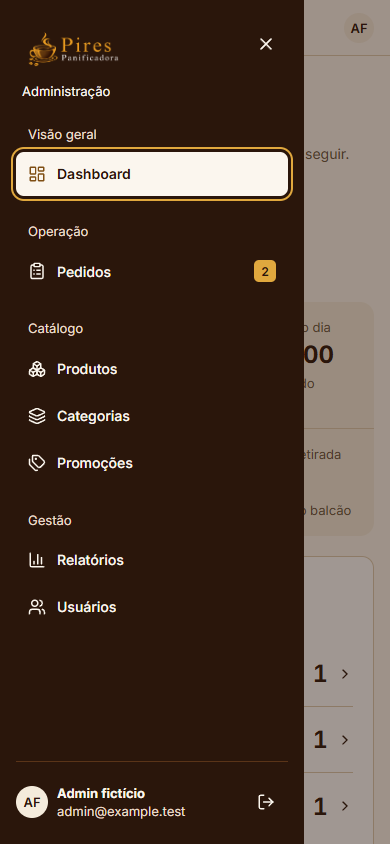 Pires
Panificadora
AF
Administração
Visão geral
seguir.
Dashboard
Operação
Pedidos
2
Catálogo
o dia
00
do
Produtos
Categorias
etirada
Promoções
o balcão
Gestão
Relatórios
Usuários
1
1
1
AF
Admin fictício
admin@example.test